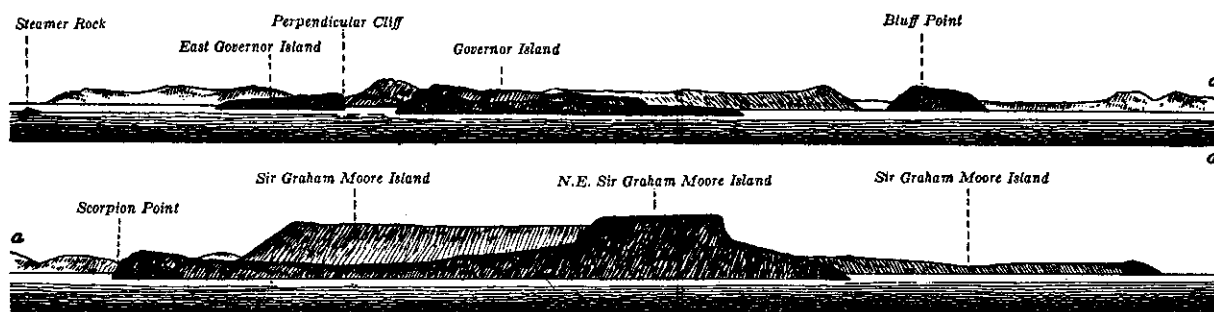 Steamer Rock
Perpendicular Cliff
Bluff Point
East Governor Island
Governor Island
a
a
Sir Graham Moore Island
N.E. Sir Graham Moore Island
Sir Graham Moore Island
Scorpion Point
a